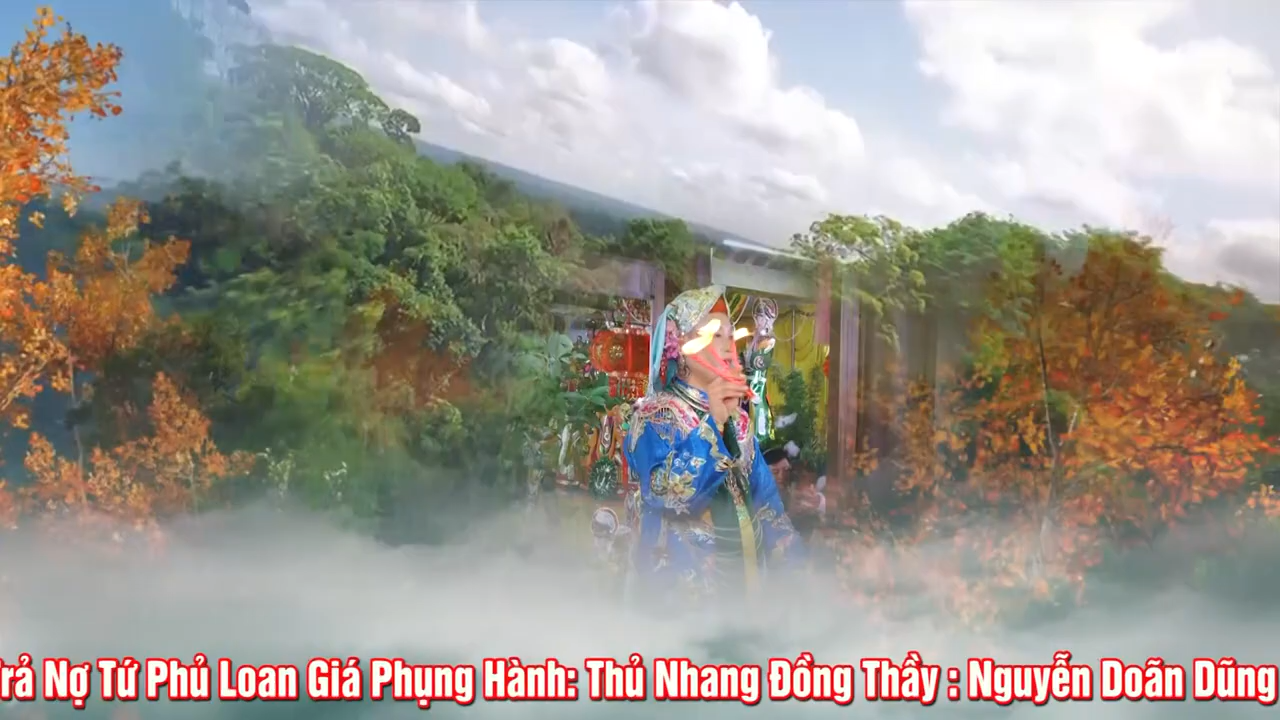 rả Nợ Tứ Phủ Loan Giá Phụng Hành: Thủ Nhang Đồng Thầy : Nguyễn Doãn Dũng